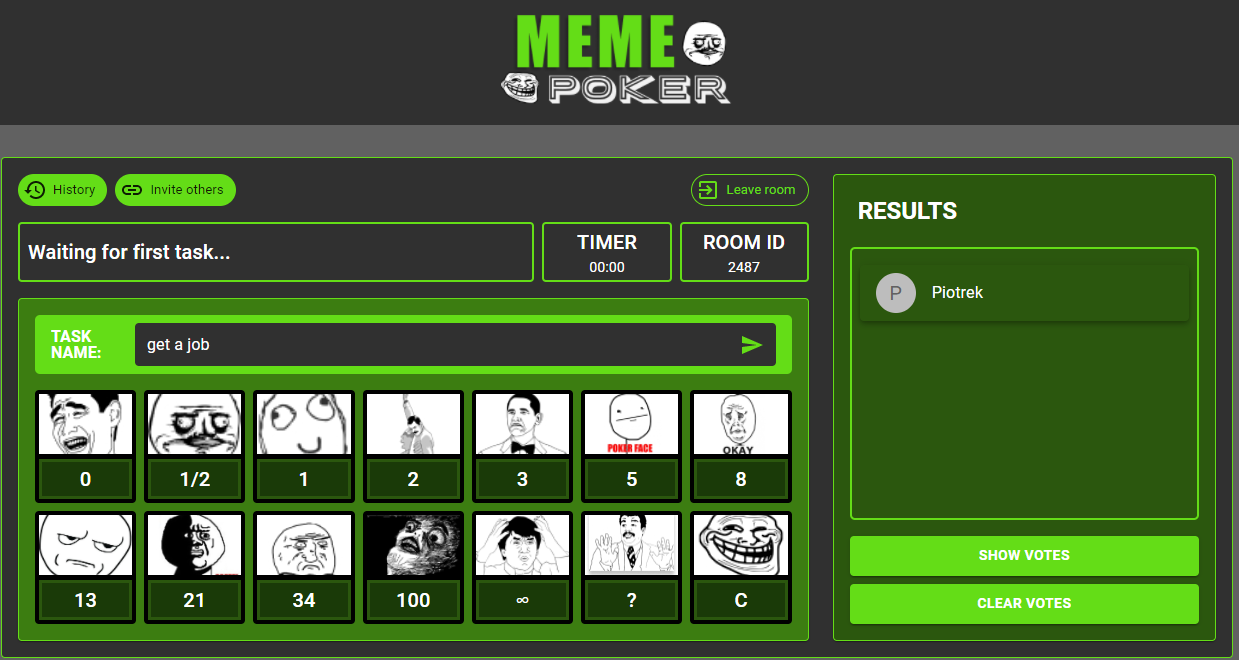 MEME
POKER
History
Invite others
Leave room
Waiting for first task...
TIMER
00:00
ROOM ID
2487
TASK
NAME:
get a job
POKER FACE
OKAY
0
1/2
1
2
3
5
8
13
21
34
100
∞
?
C
RESULTS
P
Piotrek
SHOW VOTES
CLEAR VOTES